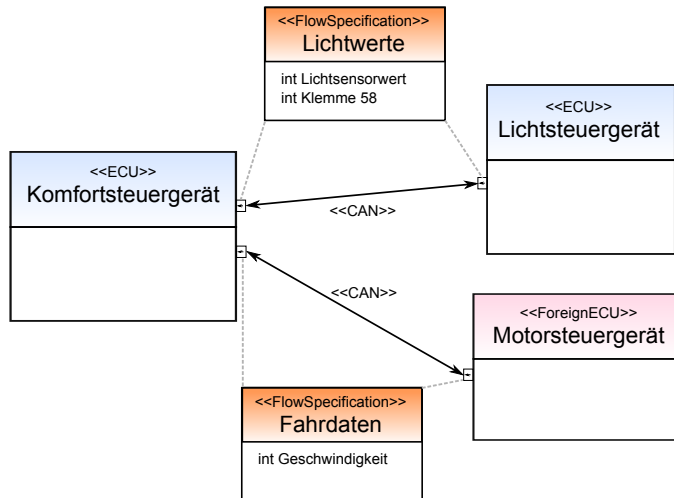 <<FlowSpecification>>
Lichtwerte
int Lichtsensorwert
int Klemme 58
<<ECU>>
Lichtsteuergerät
<<ECU>>
Komfortsteuergerät
<<CAN>>
<<CAN>>
<<ForeignECU>>
Motorsteuergerät
<<FlowSpecification>>
Fahrdaten
int Geschwindigkeit